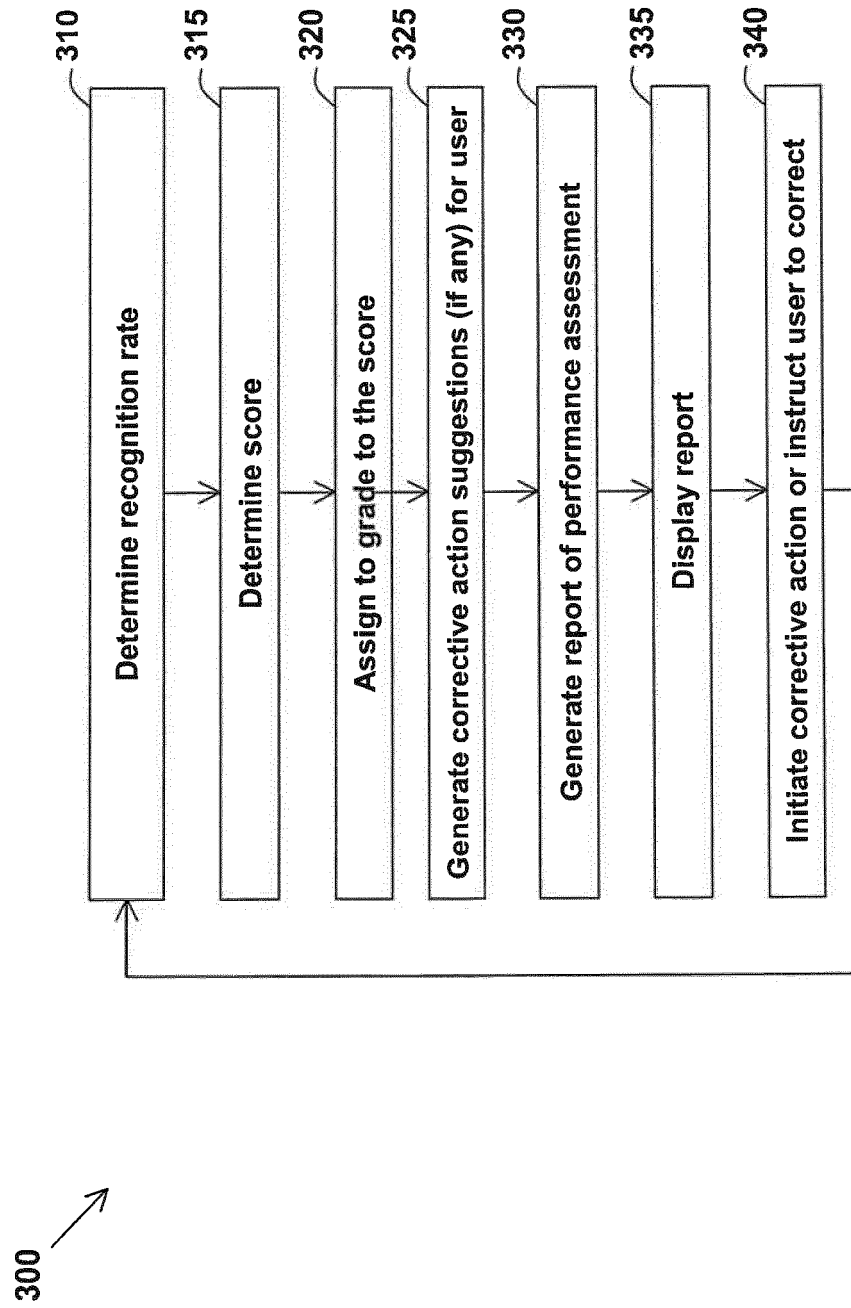 300
310
Determine recognition rate
315
Determine score
320
Assign to grade to the score
325
Generate corrective action suggestions (if any) for user
330
Generate report of performance assessment
335
Display report
340
Initiate corrective action or instruct user to correct